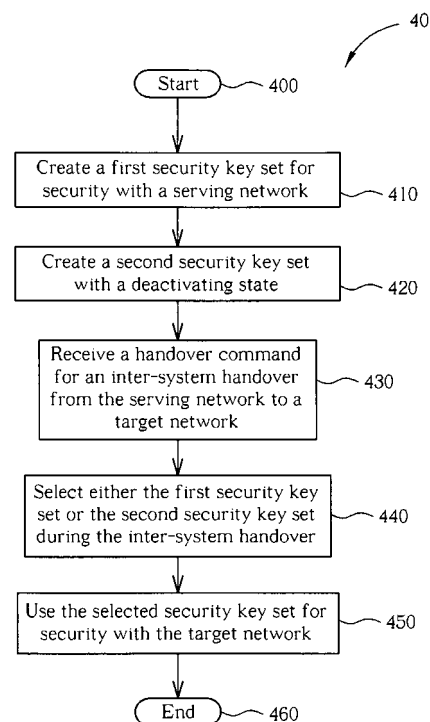 40
Start
400
Create a first security key set for
security with a serving network
410
Create a second security key set
with a deactivating state
420
Receive a handover command
for an inter-system handover
from the serving network to a
target network
430
Select either the first security key
set or the second security key set
during the inter-system handover
440
Use the selected security key set for
security with the target network
450
End
460